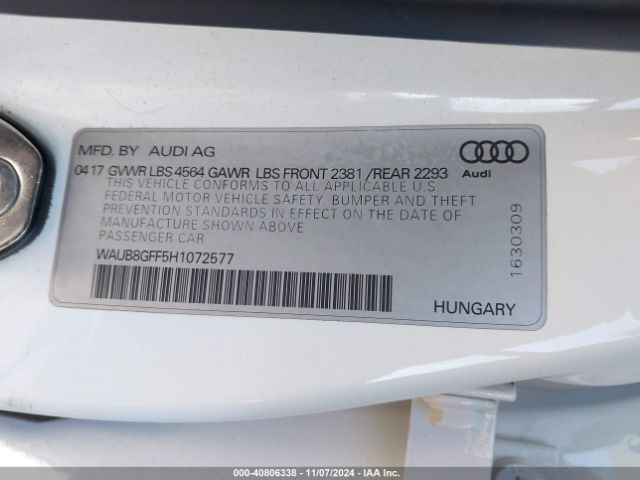 MFD. BY AUDI AG
0417 GVWR LBS 4564 GAWR LBS FRONT 2381 / REAR 2293
THIS VEHICLE CONFORMS TO ALL APPLICABLE U.S.
FEDERAL MOTOR VEHICLE SAFETY, BUMPER AND THEFT
PREVENTION STANDARDS IN EFFECT ON THE DATE OF
MANUFACTURE SHOWN ABOVE
PASSENGER CAR
WAUB8GFF5H1072577
Audi
1630309
HUNGARY
000-40806338 - 11/07/2024 - IAA Inc.